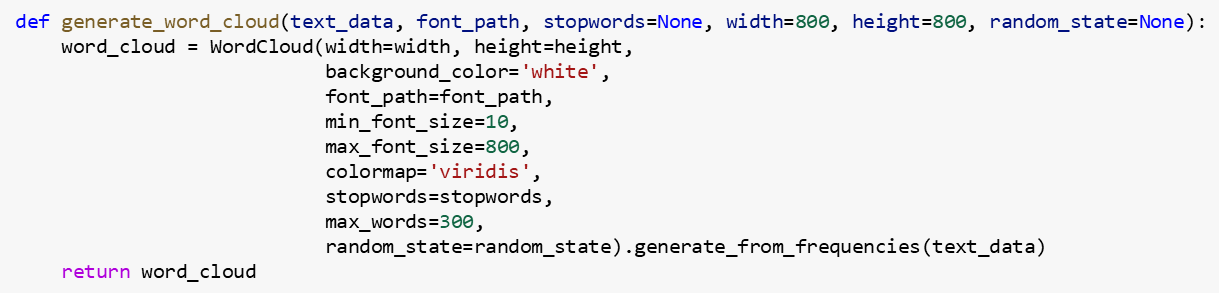 def generate_word_cloud(text_data, font_path, stopwords=None, width=800, height=800, random_state=None):
    word_cloud = WordCloud(width=width, height=height,
                           background_color='white',
                           font_path=font_path,
                           min_font_size=10,
                           max_font_size=800,
                           colormap='viridis',
                           stopwords=stopwords,
                           max_words=300,
                           random_state=random_state).generate_from_frequencies(text_data)
    return word_cloud